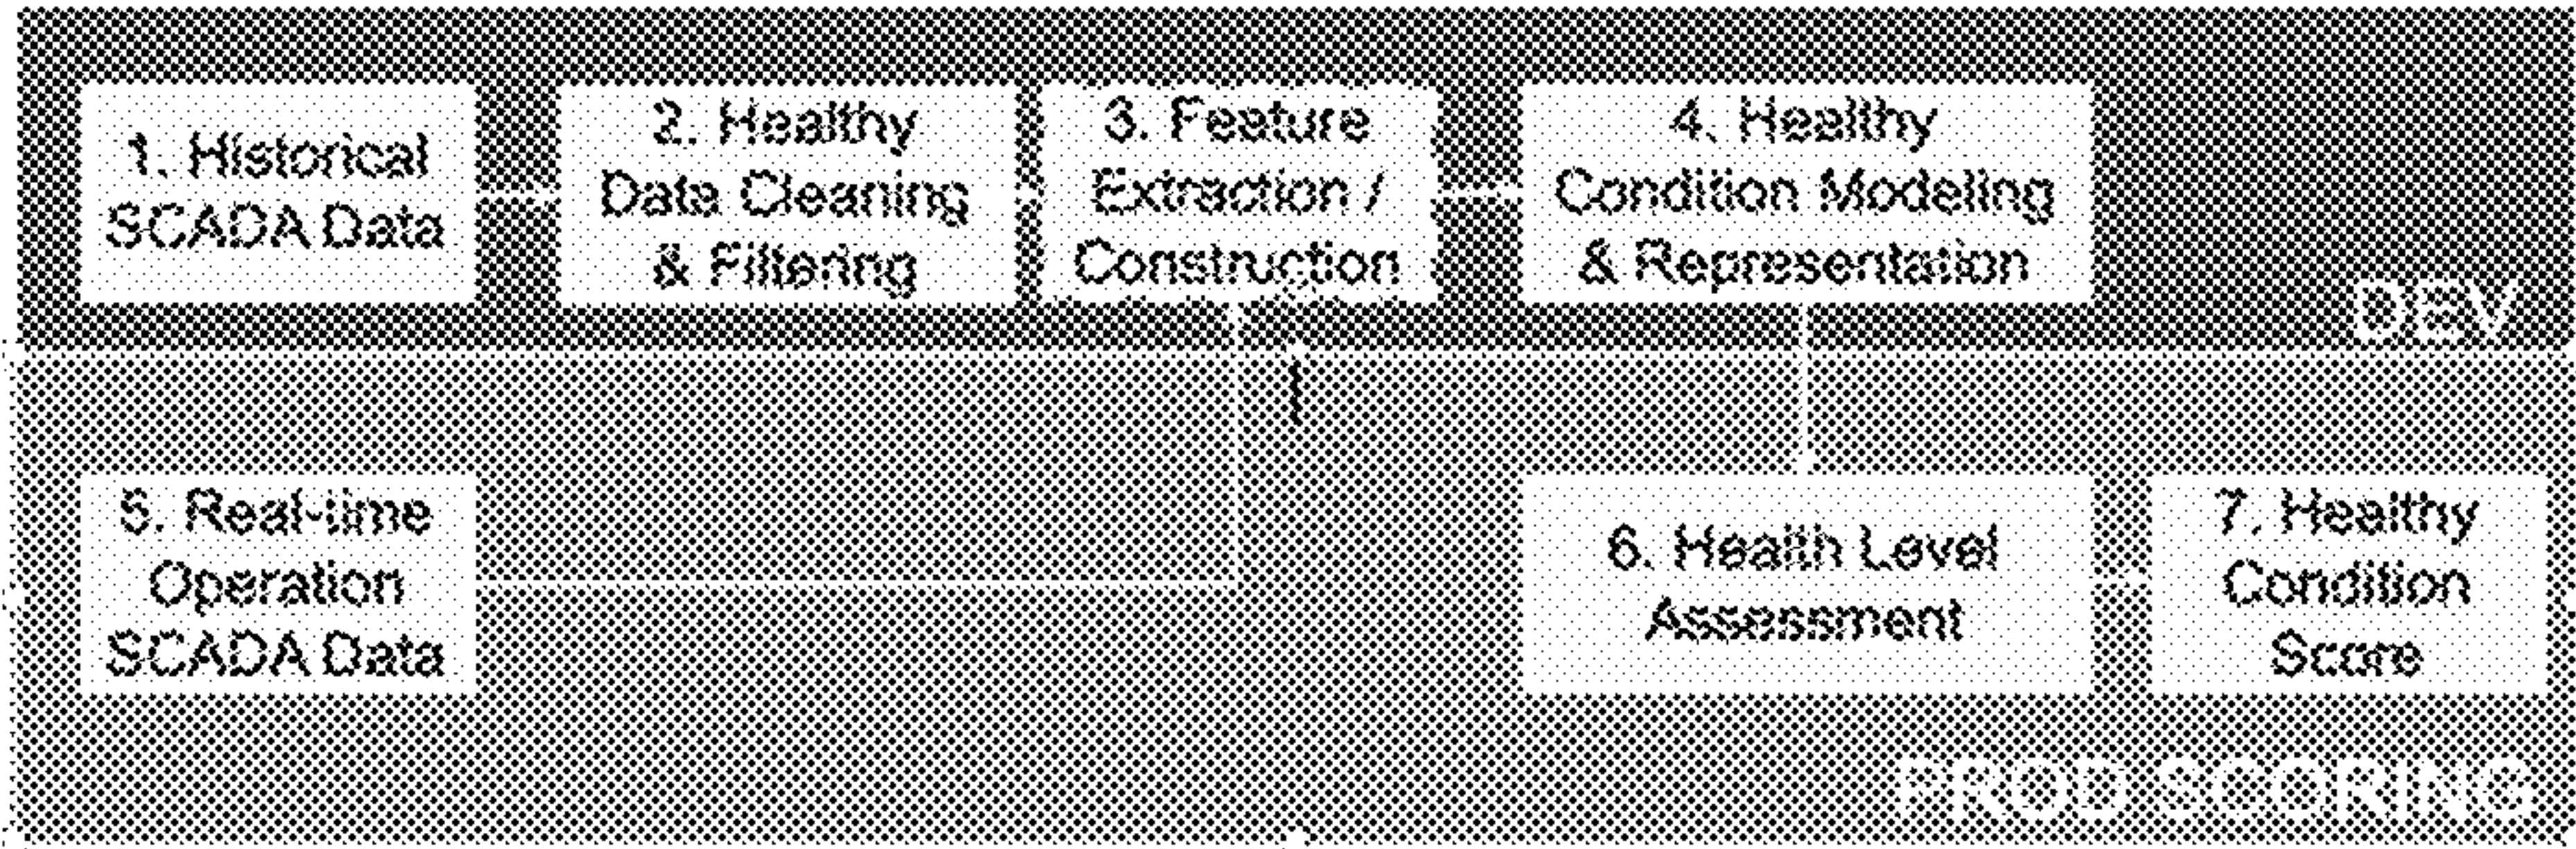 1. Historical
SCADA Data
2. Healthy
Data Cleaning
& Filtering
3. Feature
Extraction /
Construction
4. Healthy
Condition Modeling
& Representation
DEV
5. Real-time
Operation
SCADA Data
6. Health Level
Assessment
7. Healthy
Condition
Score
PROD SCORING